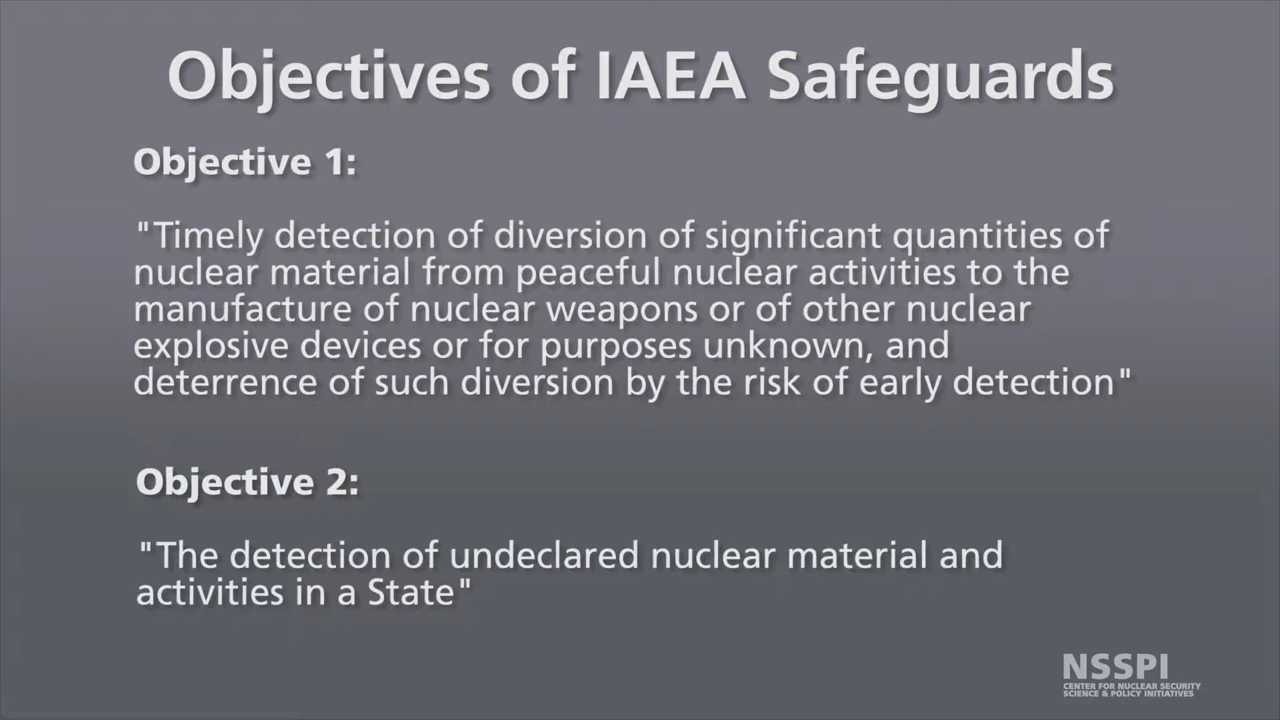 Objectives of IAEA Safeguards
Objective 1:
"Timely detection of diversion of significant quantities of
nuclear material from peaceful nuclear activities to the
manufacture of nuclear weapons or of other nuclear
explosive devices or for purposes unknown, and
deterrence of such diversion by the risk of early detection"
Objective 2:
"The detection of undeclared nuclear material and
activities in a State"
NSSPI
CENTER FOR NUCLEAR SECURITY
SCIENCE & POLICY INITIATIVES